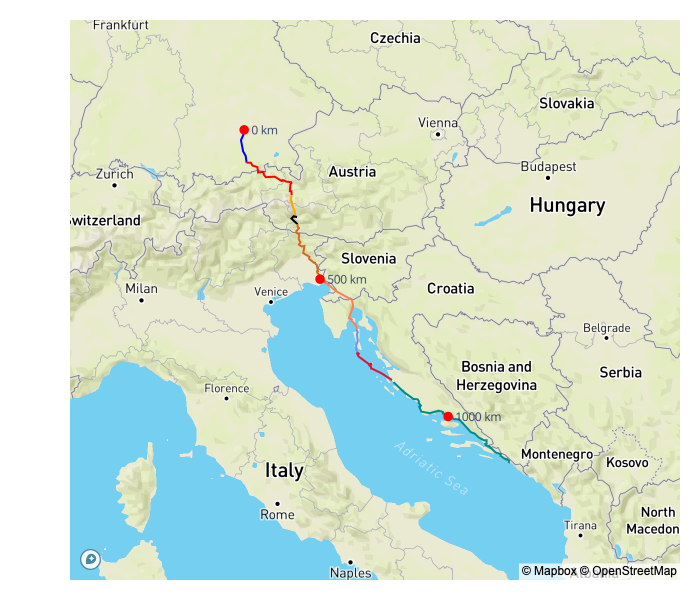 Frankfurt
Czechia
Slovakia
Vienna
0 km
Zurich
Austria
Budapest
Hungary
witzerland
Slovenia
500 km
Milan
Venice
Croatia
Belgrade
Bosnia and
Herzegovina
Serbia
Florence
1000 km
Adriatic Sea
Montenegro
Kosovo
Italy
Rome
North
Macedon
Tirana
Naples
© Mapbox © OpenStreetMap